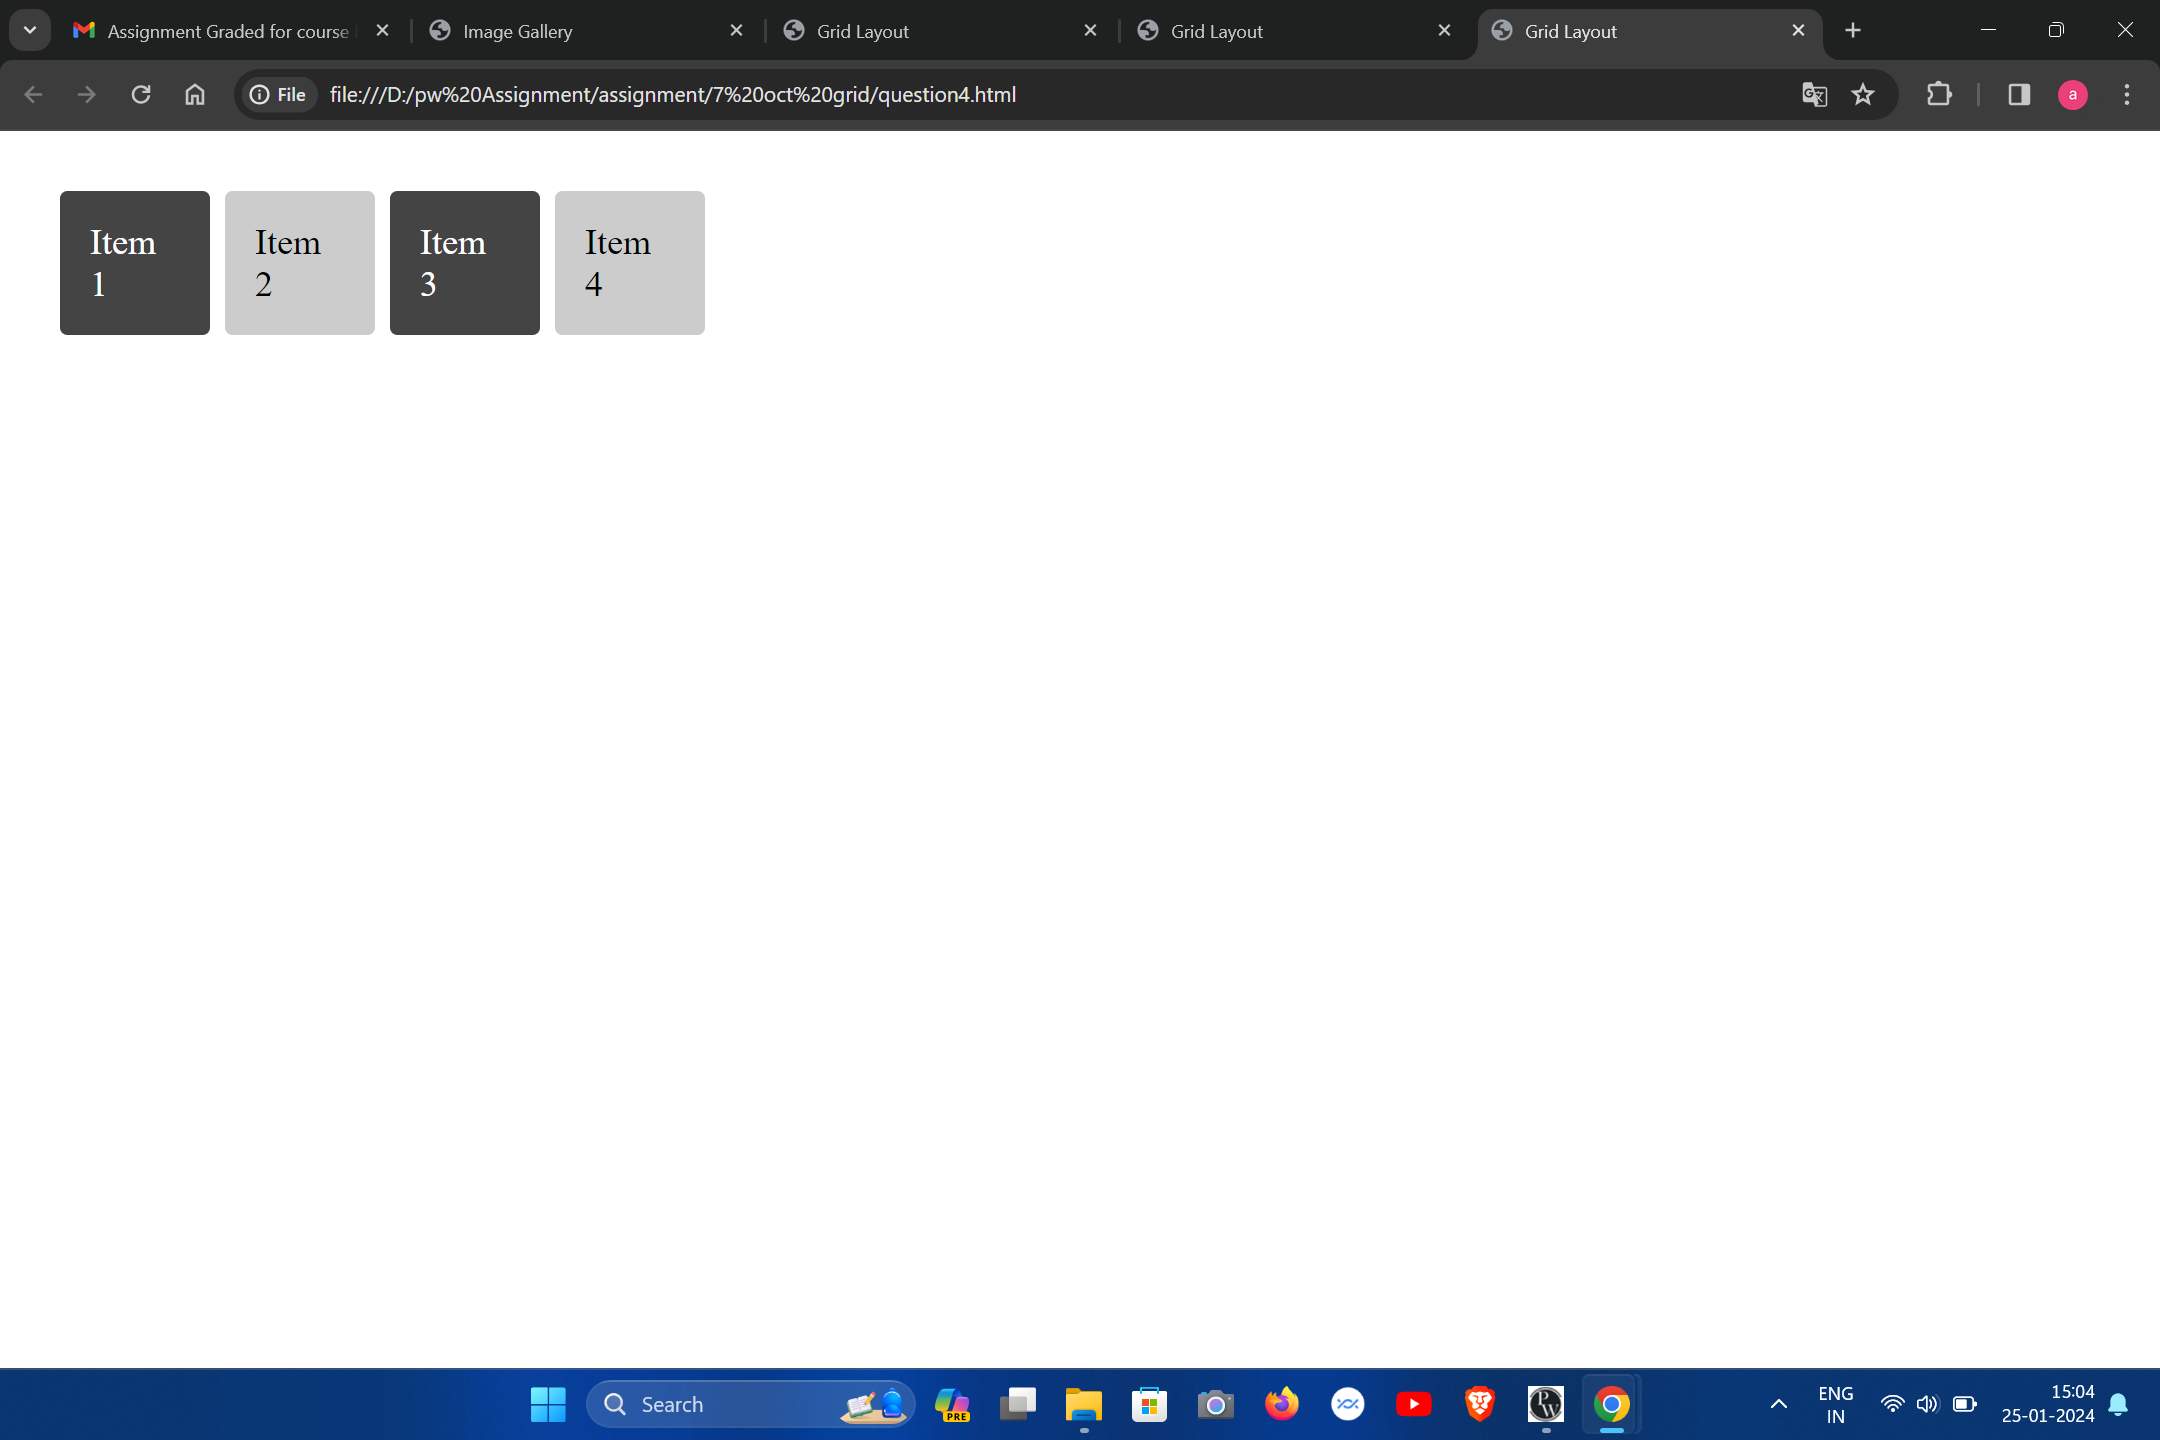 Assignment Graded for course
Image Gallery
Grid Layout
Grid Layout
Grid Layout
File
file:///D:/pw%20Assignment/assignment/7%20oct%20grid/question4.html
a
Item
1
Item
2
Item
3
Item
4
Search
PRE
PW
ENG
IN
15:04
25-01-2024